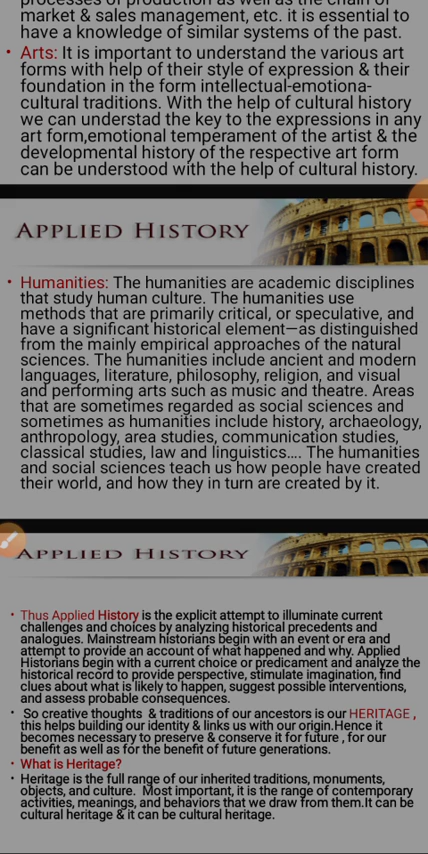 processes of production as well as the chain of
market & sales management, etc. it is essential to
have a knowledge of similar systems of the past.
• Arts: It is important to understand the various art
forms with help of their style of expression & their
foundation in the form intellectual-emotiona-
cultural traditions. With the help of cultural history
we can understad the key to the expressions in any
art form,emotional temperament of the artist & the
developmental history of the respective art form
can be understood with the help of cultural history.
APPLIED HISTORY
• Humanities: The humanities are academic disciplines
that study human culture. The humanities use
methods that are primarily critical, or speculative, and
have a significant historical element—as distinguished
from the mainly empirical approaches of the natural
sciences. The humanities include ancient and modern
languages, literature, philosophy, religion, and visual
and performing arts such as music and theatre. Areas
that are sometimes regarded as social sciences and
sometimes as humanities include history, archaeology,
anthropology, area studies, communication studies,
classical studies, law and linguistics.... The humanities
and social sciences teach us how people have created
their world, and how they in turn are created by it.
APPLIED HISTORY
• Thus Applied History is the explicit attempt to illuminate current
challenges and choices by analyzing historical precedents and
analogues. Mainstream historians begin with an event or era and
attempt to provide an account of what happened and why. Applied
Historians begin with a current choice or predicament and analyze the
historical record to provide perspective, stimulate imagination, find
clues about what is likely to happen, suggest possible interventions,
and assess probable consequences.
• So creative thoughts & traditions of our ancestors is our HERITAGE ,
this helps building our identity & links us with our origin.Hence it
becomes necessary to preserve & conserve it for future , for our
benefit as well as for the benefit of future generations.
• What is Heritage?
• Heritage is the full range of our inherited traditions, monuments,
objects, and culture. Most important, it is the range of contemporary
activities, meanings, and behaviors that we draw from them.It can be
cultural heritage & it can be cultural heritage.